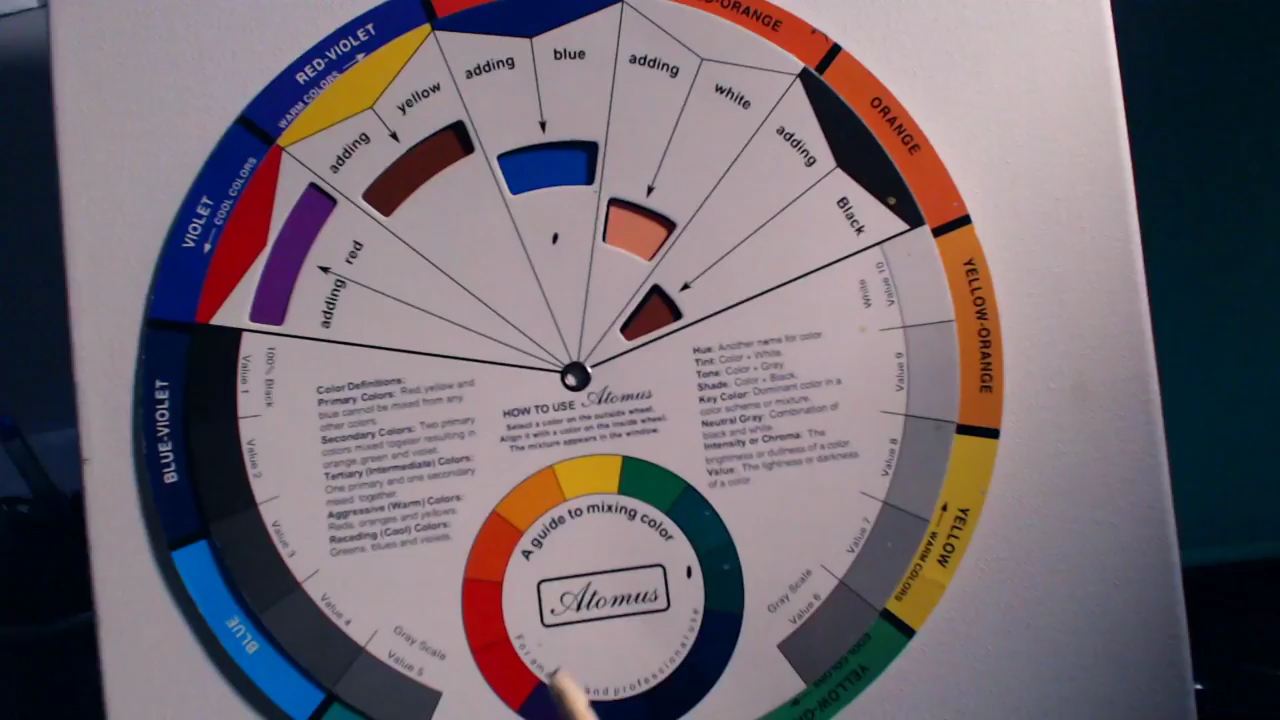 RED-VIOLET
WARM COLORS
VIOLET
COOL COLORS
BLUE-VIOLET
BLUE
-ORANGE
ORANGE
YELLOW-ORANGE
YELLOW
WARM COLORS
COOL COLORS
adding red
adding yellow
adding blue
adding white
adding Black
100% Black
Value 1
Value 2
Value 3
Value 4
Value 5
Gray Scale
Gray Scale
Value 6
Value 7
Value 8
Value 9
Value 10
White
Color Definitions:
Primary Colors: Red,yellow and
blue cannot be mixed from any
other colors.
Secondary Colors: Two primary
colors mixed together resulting in
orange,green and violet.
Tertiary (Intermediate) Colors:
One primary and one secondary
mixed together.
Aggressive (Warm) Colors:
Reds, oranges and yellows.
Receding (Cool) Colors:
Greens, blues and violets.
HOW TO USE Atomus
Select a color on the outside wheel.
Align it with a color on the inside wheel.
The mixture appears in the window.
Hue: Another name for color.
Tint: Color + White.
Tone: Color + Gray
Shade: Color + Black.
Key Color: Dominant color in a
color scheme or mixture.
Neutral Gray: Combination of
black and white.
Intensity or Chroma: The
brightness or dullness of a color.
Value: The lightness or darkness
of a color.
A guide to mixing color
Atomus
For and professional use